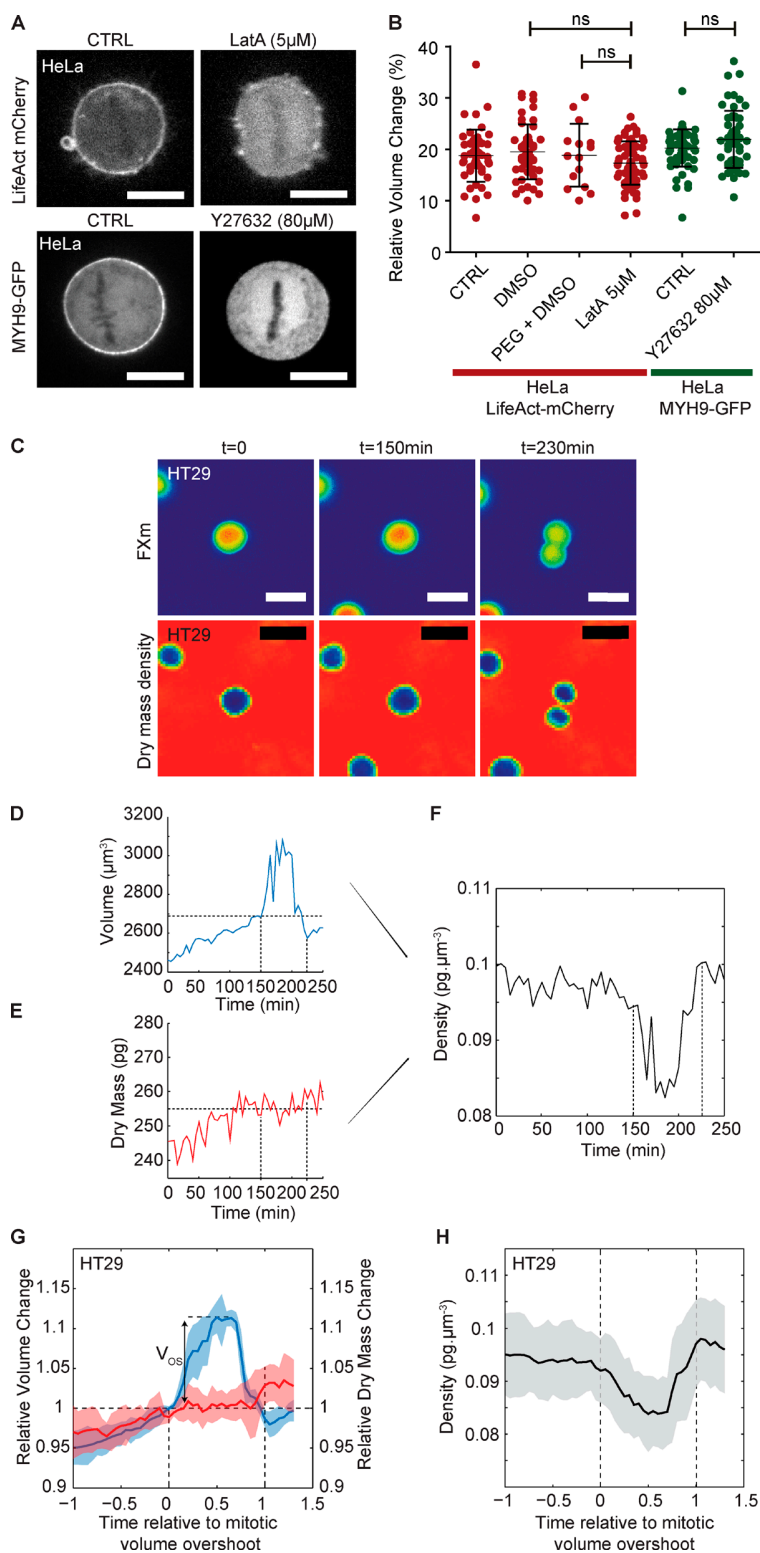 A
CTRL
LatA (5μM)
HeLa
LifeAct mCherry
CTRL
Y27632 (80μM)
HeLa
MYH9-GFP
B
ns
ns
ns
40
30
20
10
0
Relative Volume Change (%)
CTRL
DMSO
PEG + DMSO
LatA 5μM
CTRL
Y27632 80μM
HeLa
LifeAct-mCherry
HeLa
MYH9-GFP
C
t=0
t=150min
t=230min
HT29
FXm
HT29
Dry mass density
D
3200
3000
2800
2600
2400
Volume (μm³)
0 50 100 150 200 250
Time (min)
E
280
270
260
250
240
Dry Mass (pg)
0 50 100 150 200 250
Time (min)
F
0.11
0.1
0.09
0.08
Density (pg.μm⁻³)
0 50 100 150 200 250
Time (min)
G
HT29
1.15
1.1
1.05
1
0.95
0.9
Relative Volume Change
V_OS
1.15
1.1
1.05
1
0.95
0.9
Relative Dry Mass Change
−1 −0.5 0 0.5 1 1.5
Time relative to mitotic
volume overshoot
H
HT29
0.11
0.1
0.09
0.08
Density (pg.μm⁻³)
−1 −0.5 0 0.5 1 1.5
Time relative to mitotic
volume overshoot